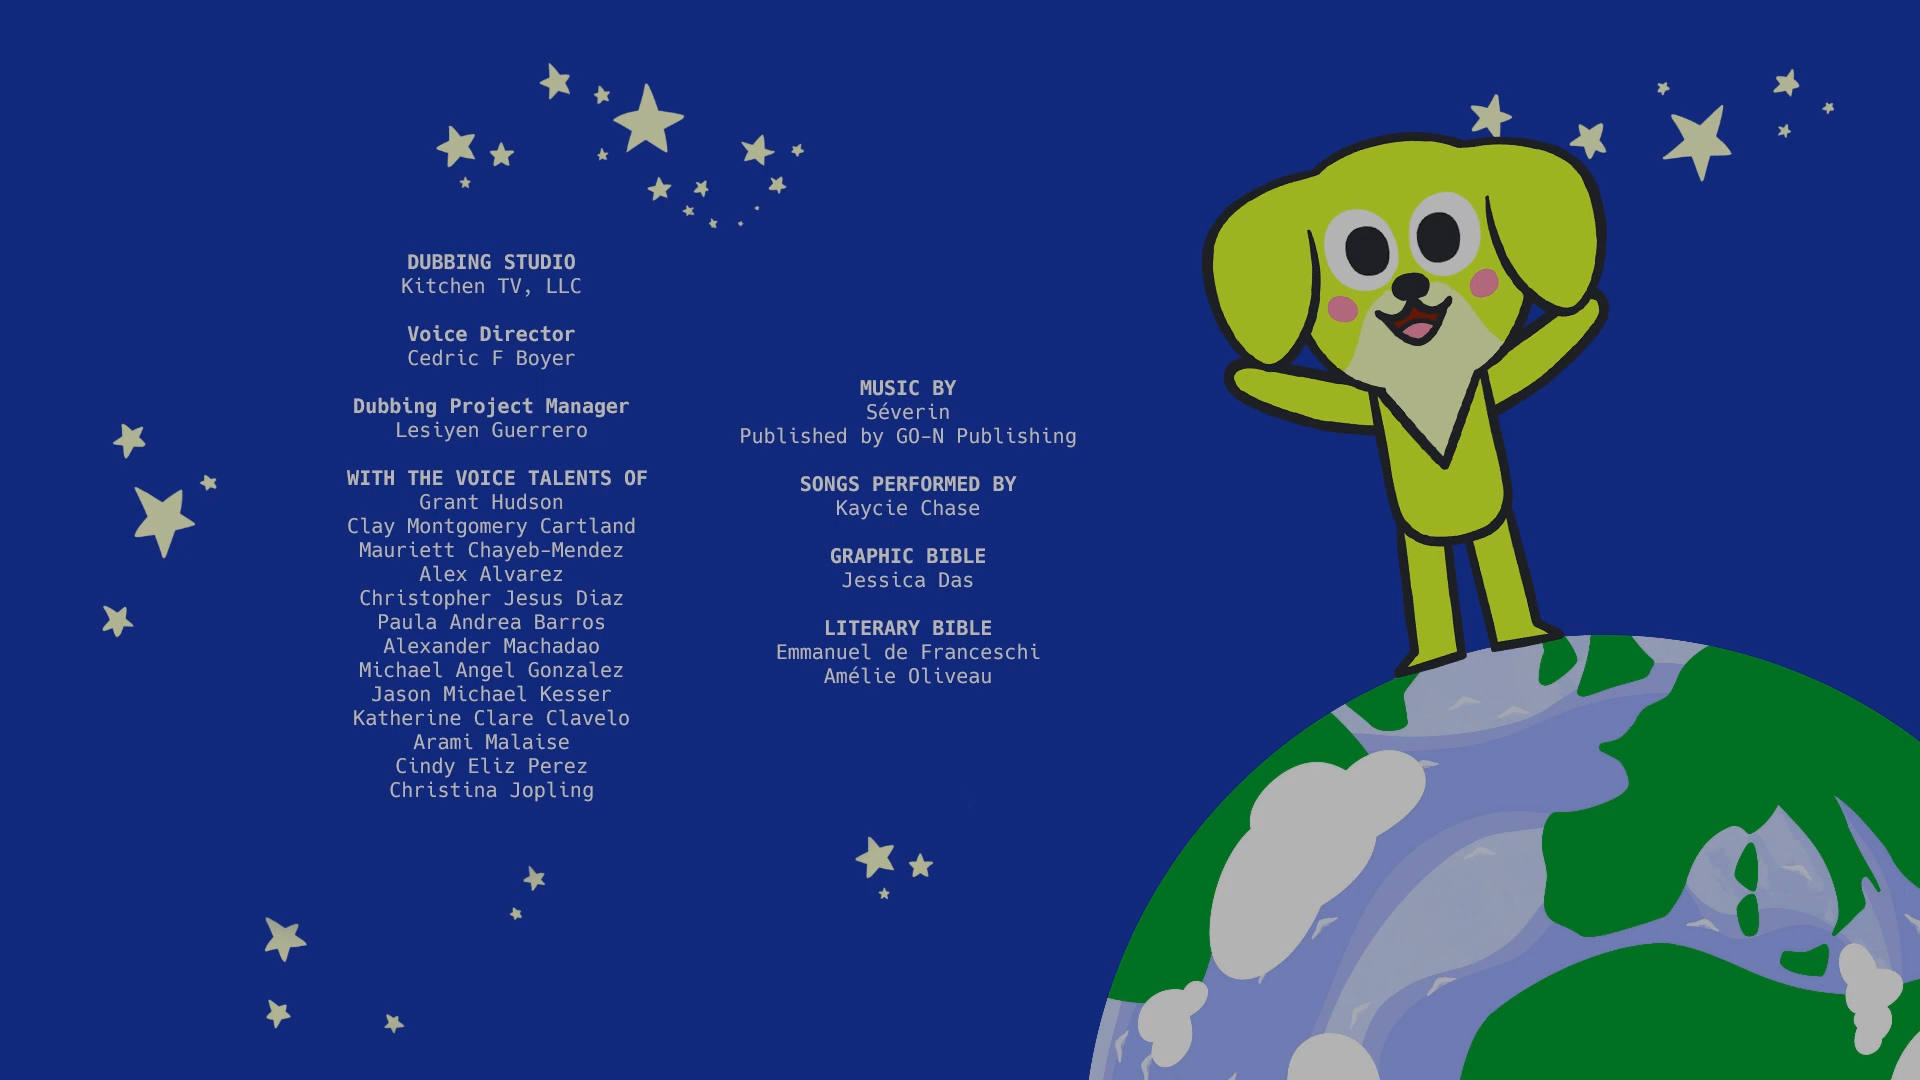 DUBBING STUDIO
Kitchen TV, LLC
Voice Director
Cedric F Boyer
Dubbing Project Manager
Lesiyen Guerrero
WITH THE VOICE TALENTS OF
Grant Hudson
Clay Montgomery Cartland
Mauriett Chayeb-Mendez
Alex Alvarez
Christopher Jesus Diaz
Paula Andrea Barros
Alexander Machadao
Michael Angel Gonzalez
Jason Michael Kesser
Katherine Clare Clavelo
Arami Malaise
Cindy Eliz Perez
Christina Jopling
MUSIC BY
Séverin
Published by GO-N Publishing
SONGS PERFORMED BY
Kaycie Chase
GRAPHIC BIBLE
Jessica Das
LITERARY BIBLE
Emmanuel de Franceschi
Amélie Oliveau